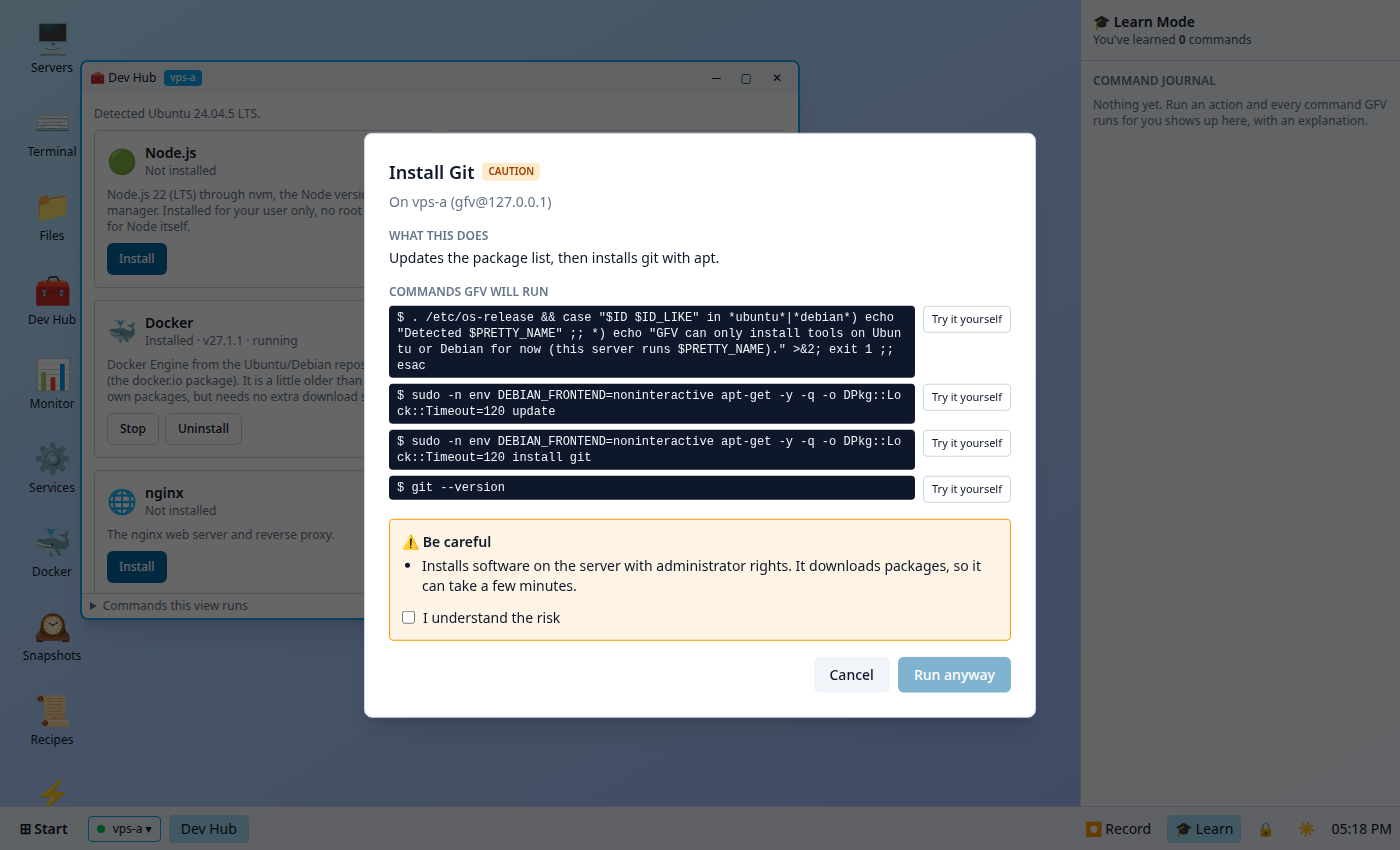 Servers
Terminal
Files
Dev Hub
Monitor
Services
Docker
Snapshots
Recipes
Dev Hub vps-a
Detected Ubuntu 24.04.5 LTS.
Node.js
Not installed
Node.js 22 (LTS) through nvm, the Node
manager. Installed for your user only, no root
for Node itself.
Install
Docker
Installed · v27.1.1 · running
Docker Engine from the Ubuntu/Debian
(the docker.io package). It is a little older than
own packages, but needs no extra download
Stop Uninstall
nginx
Not installed
The nginx web server and reverse proxy.
Install
Commands this view runs
Install Git CAUTION
On vps-a (gfv@127.0.0.1)
WHAT THIS DOES
Updates the package list, then installs git with apt.
COMMANDS GFV WILL RUN
$ . /etc/os-release && case "$ID $ID_LIKE" in *ubuntu*|*debian*) echo
"Detected $PRETTY_NAME" ;; *) echo "GFV can only install tools on Ubun
tu or Debian for now (this server runs $PRETTY_NAME)." >&2; exit 1 ;;
esac
Try it yourself
$ sudo -n env DEBIAN_FRONTEND=noninteractive apt-get -y -q -o DPkg::Lo
ck::Timeout=120 update
Try it yourself
$ sudo -n env DEBIAN_FRONTEND=noninteractive apt-get -y -q -o DPkg::Lo
ck::Timeout=120 install git
Try it yourself
$ git --version
Try it yourself
Be careful
Installs software on the server with administrator rights. It downloads packages, so it
can take a few minutes.
I understand the risk
Cancel Run anyway
Learn Mode
You've learned 0 commands
COMMAND JOURNAL
Nothing yet. Run an action and every command GFV
runs for you shows up here, with an explanation.
Start vps-a Dev Hub Record Learn 05:18 PM